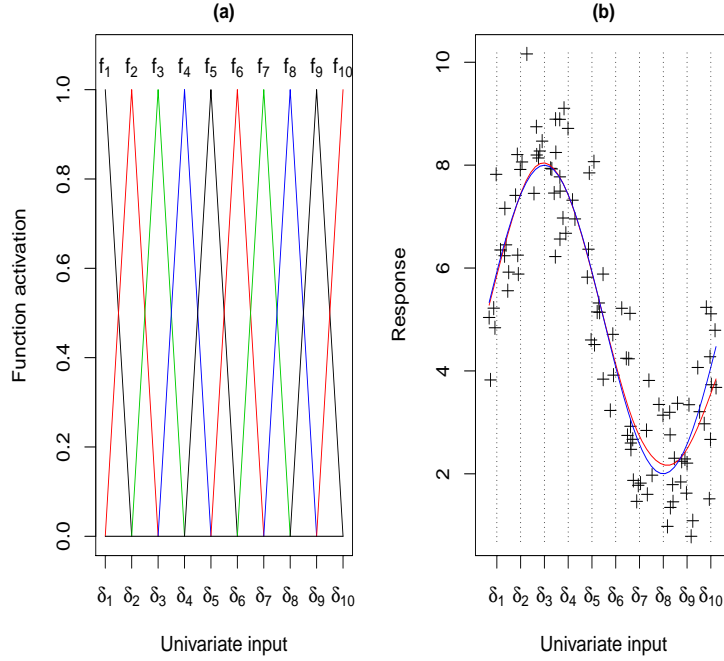 (a)
f₁ f₂ f₃ f₄ f₅ f₆ f₇ f₈ f₉ f₁₀
1.0
0.8
0.6
0.4
0.2
0.0
Function activation
δ₁ δ₂ δ₃ δ₄ δ₅ δ₆ δ₇ δ₈ δ₉ δ₁₀
Univariate input
(b)
10
8
6
4
2
Response
δ₁ δ₂ δ₃ δ₄ δ₅ δ₆ δ₇ δ₈ δ₉ δ₁₀
Univariate input